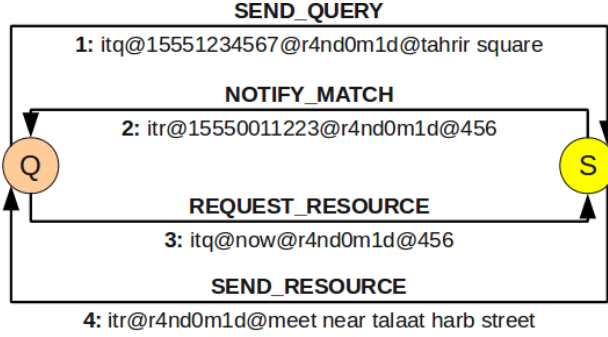 SEND_QUERY
1: itq@15551234567@r4nd0m1d@tahrir square
NOTIFY_MATCH
2: itr@15550011223@r4nd0m1d@456
Q
S
REQUEST_RESOURCE
3: itq@now@r4nd0m1d@456
SEND_RESOURCE
4: itr@r4nd0m1d@meet near talaat harb street